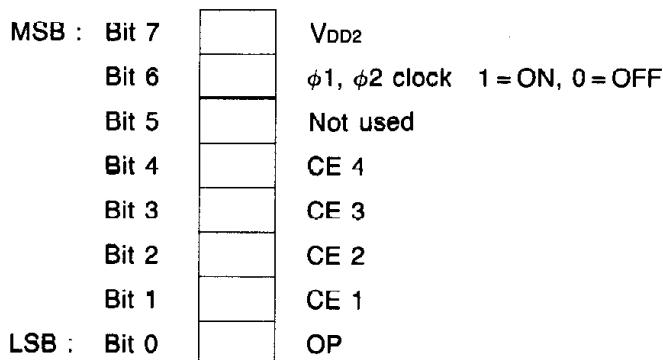 MSB : Bit 7 VDD2
Bit 6 ϕ1, ϕ2 clock 1 = ON, 0 = OFF
Bit 5 Not used
Bit 4 CE 4
Bit 3 CE 3
Bit 2 CE 2
Bit 1 CE 1
LSB : Bit 0 OP